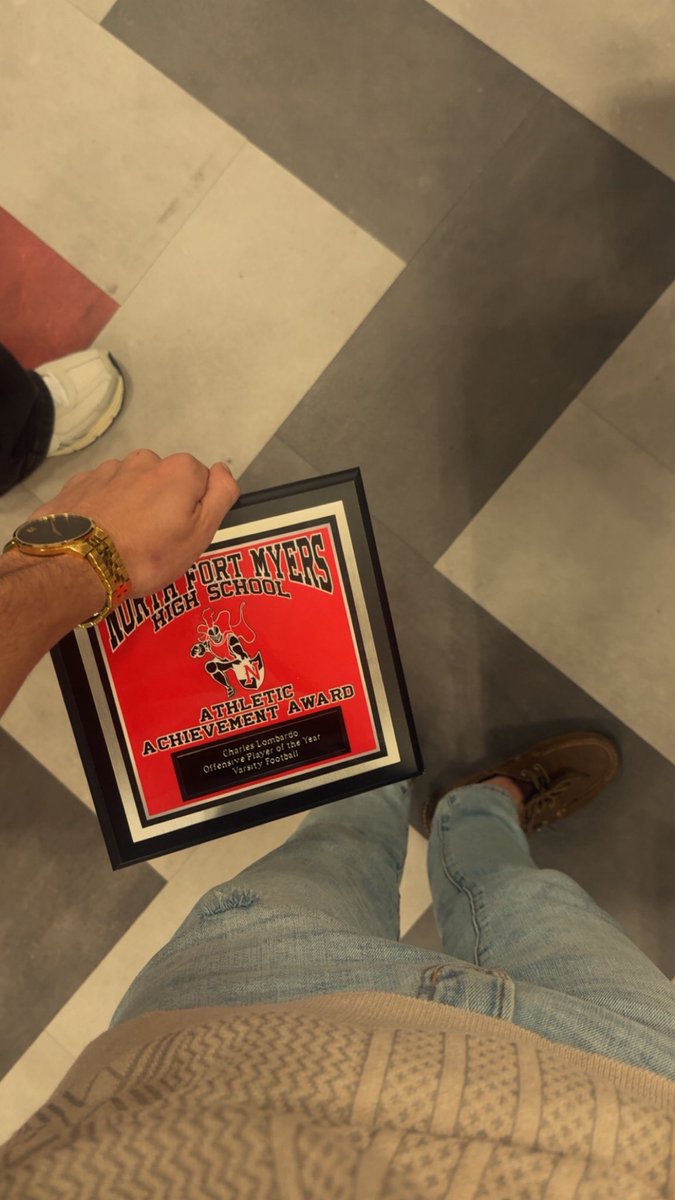 NORTH FORT MYERS
HIGH SCHOOL
N
ATHLETIC
ACHIEVEMENT AWARD
Charles Lombardo
Offensive Player of the Year
Varsity Football